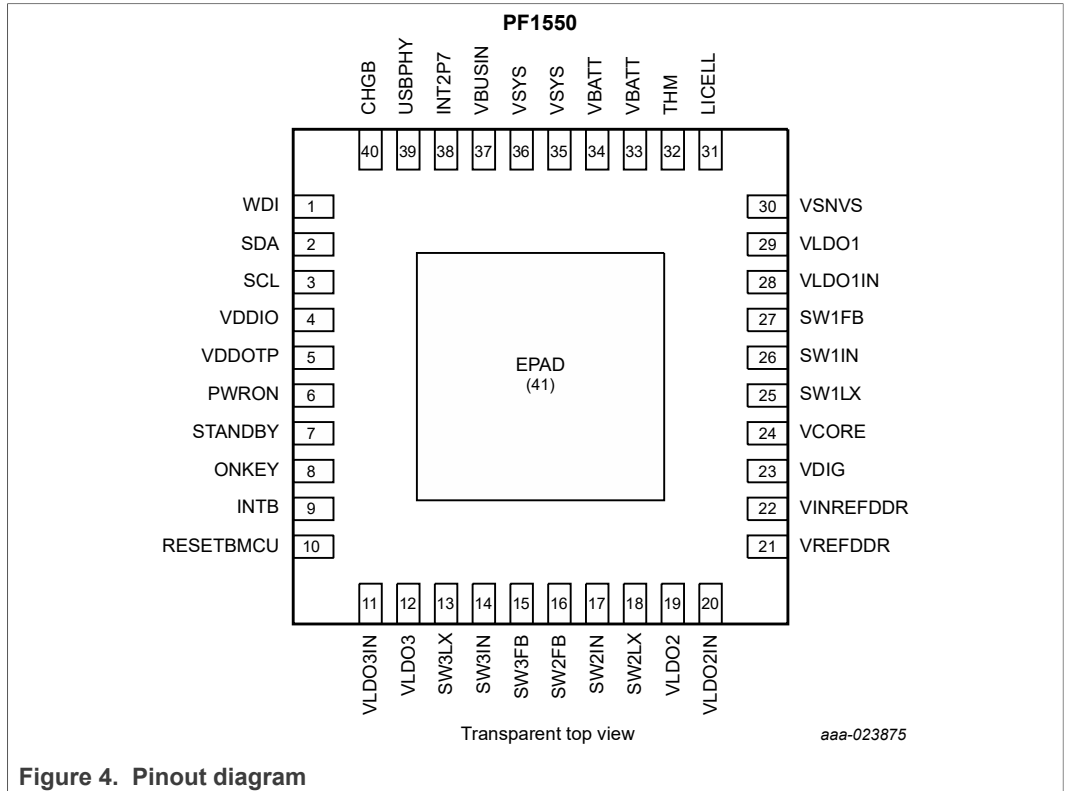 PF1550
CHGB
USBPHY
INT2P7
VBUSIN
VSYS
VSYS
VBATT
VBATT
THM
LICELL
40
39
38
37
36
35
34
33
32
31
WDI 1
SDA 2
SCL 3
VDDIO 4
VDDOTP 5
PWRON 6
STANDBY 7
ONKEY 8
INTB 9
RESETBMCU 10
EPAD
(41)
30 VSNVS
29 VLDO1
28 VLDO1IN
27 SW1FB
26 SW1IN
25 SW1LX
24 VCORE
23 VDIG
22 VINREFDDR
21 VREFDDR
11
12
13
14
15
16
17
18
19
20
VLDO3IN
VLDO3
SW3LX
SW3IN
SW3FB
SW2FB
SW2IN
SW2LX
VLDO2
VLDO2IN
Transparent top view
aaa-023875
Figure 4. Pinout diagram